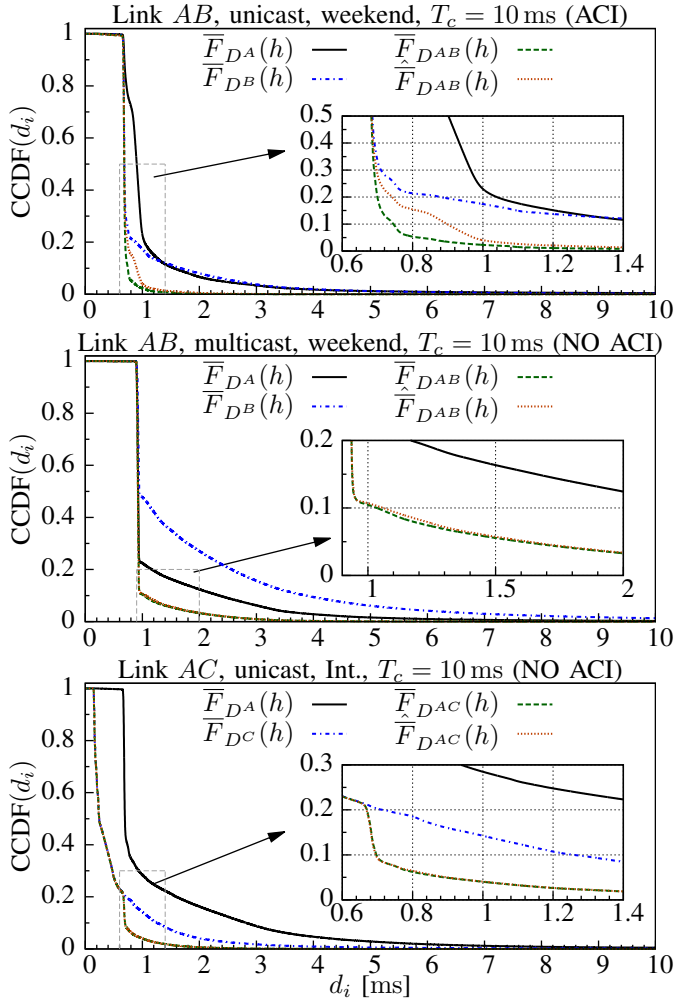 Link AB, unicast, weekend, T_c = 10 ms (ACI)
F̅_{D^A}(h) F̅_{D^{AB}}(h)
F̅_{D^B}(h) F̅̂_{D^{AB}}(h)
CCDF(d_i)
1
0.8
0.6
0.4
0.2
0
0 1 2 3 4 5 6 7 8 9 10
0.5
0.4
0.3
0.2
0.1
0
0.6 0.8 1 1.2 1.4
Link AB, multicast, weekend, T_c = 10 ms (NO ACI)
F̅_{D^A}(h) F̅_{D^{AB}}(h)
F̅_{D^B}(h) F̅̂_{D^{AB}}(h)
CCDF(d_i)
1
0.8
0.6
0.4
0.2
0
0 1 2 3 4 5 6 7 8 9 10
0.2
0.1
0
1 1.5 2
Link AC, unicast, Int., T_c = 10 ms (NO ACI)
F̅_{D^A}(h) F̅_{D^{AC}}(h)
F̅_{D^C}(h) F̅̂_{D^{AC}}(h)
CCDF(d_i)
1
0.8
0.6
0.4
0.2
0
0 1 2 3 4 5 6 7 8 9 10
0.3
0.2
0.1
0
0.6 0.8 1 1.2 1.4
d_i [ms]